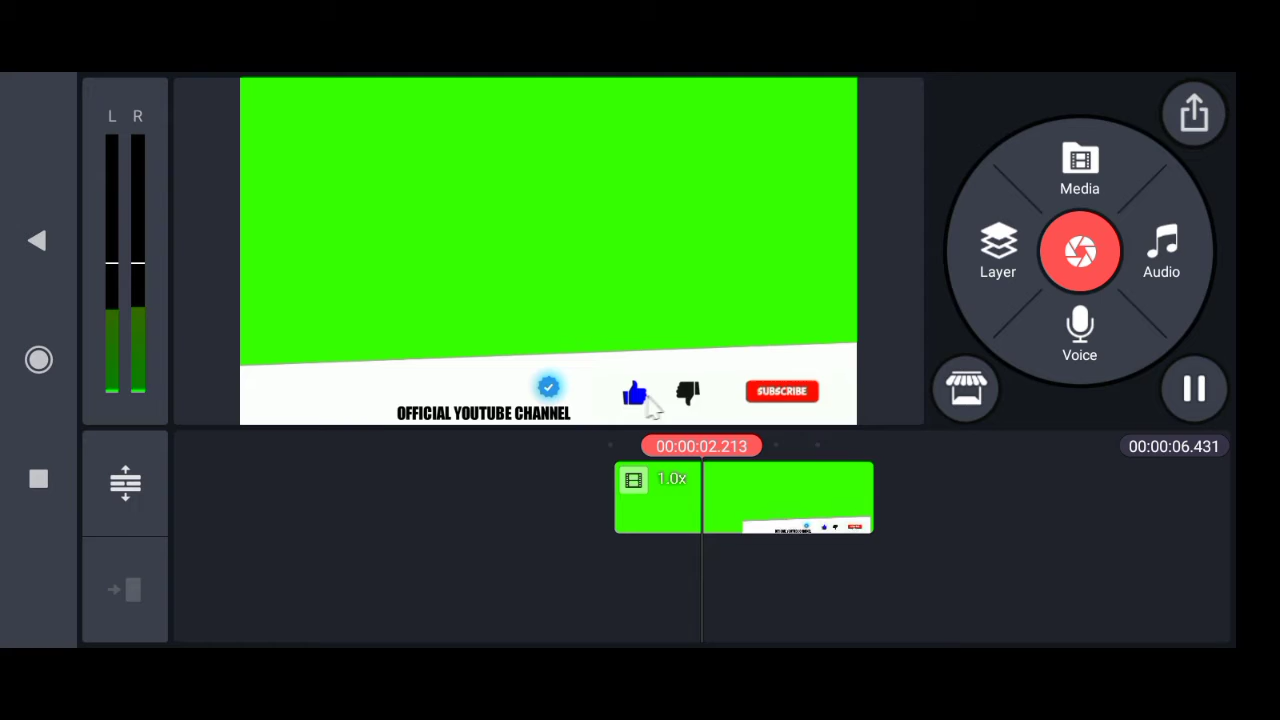 L R
Media
Layer
Audio
Voice
OFFICIAL YOUTUBE CHANNEL
SUBSCRIBE
00:00:02.213
00:00:06.431
1.0x